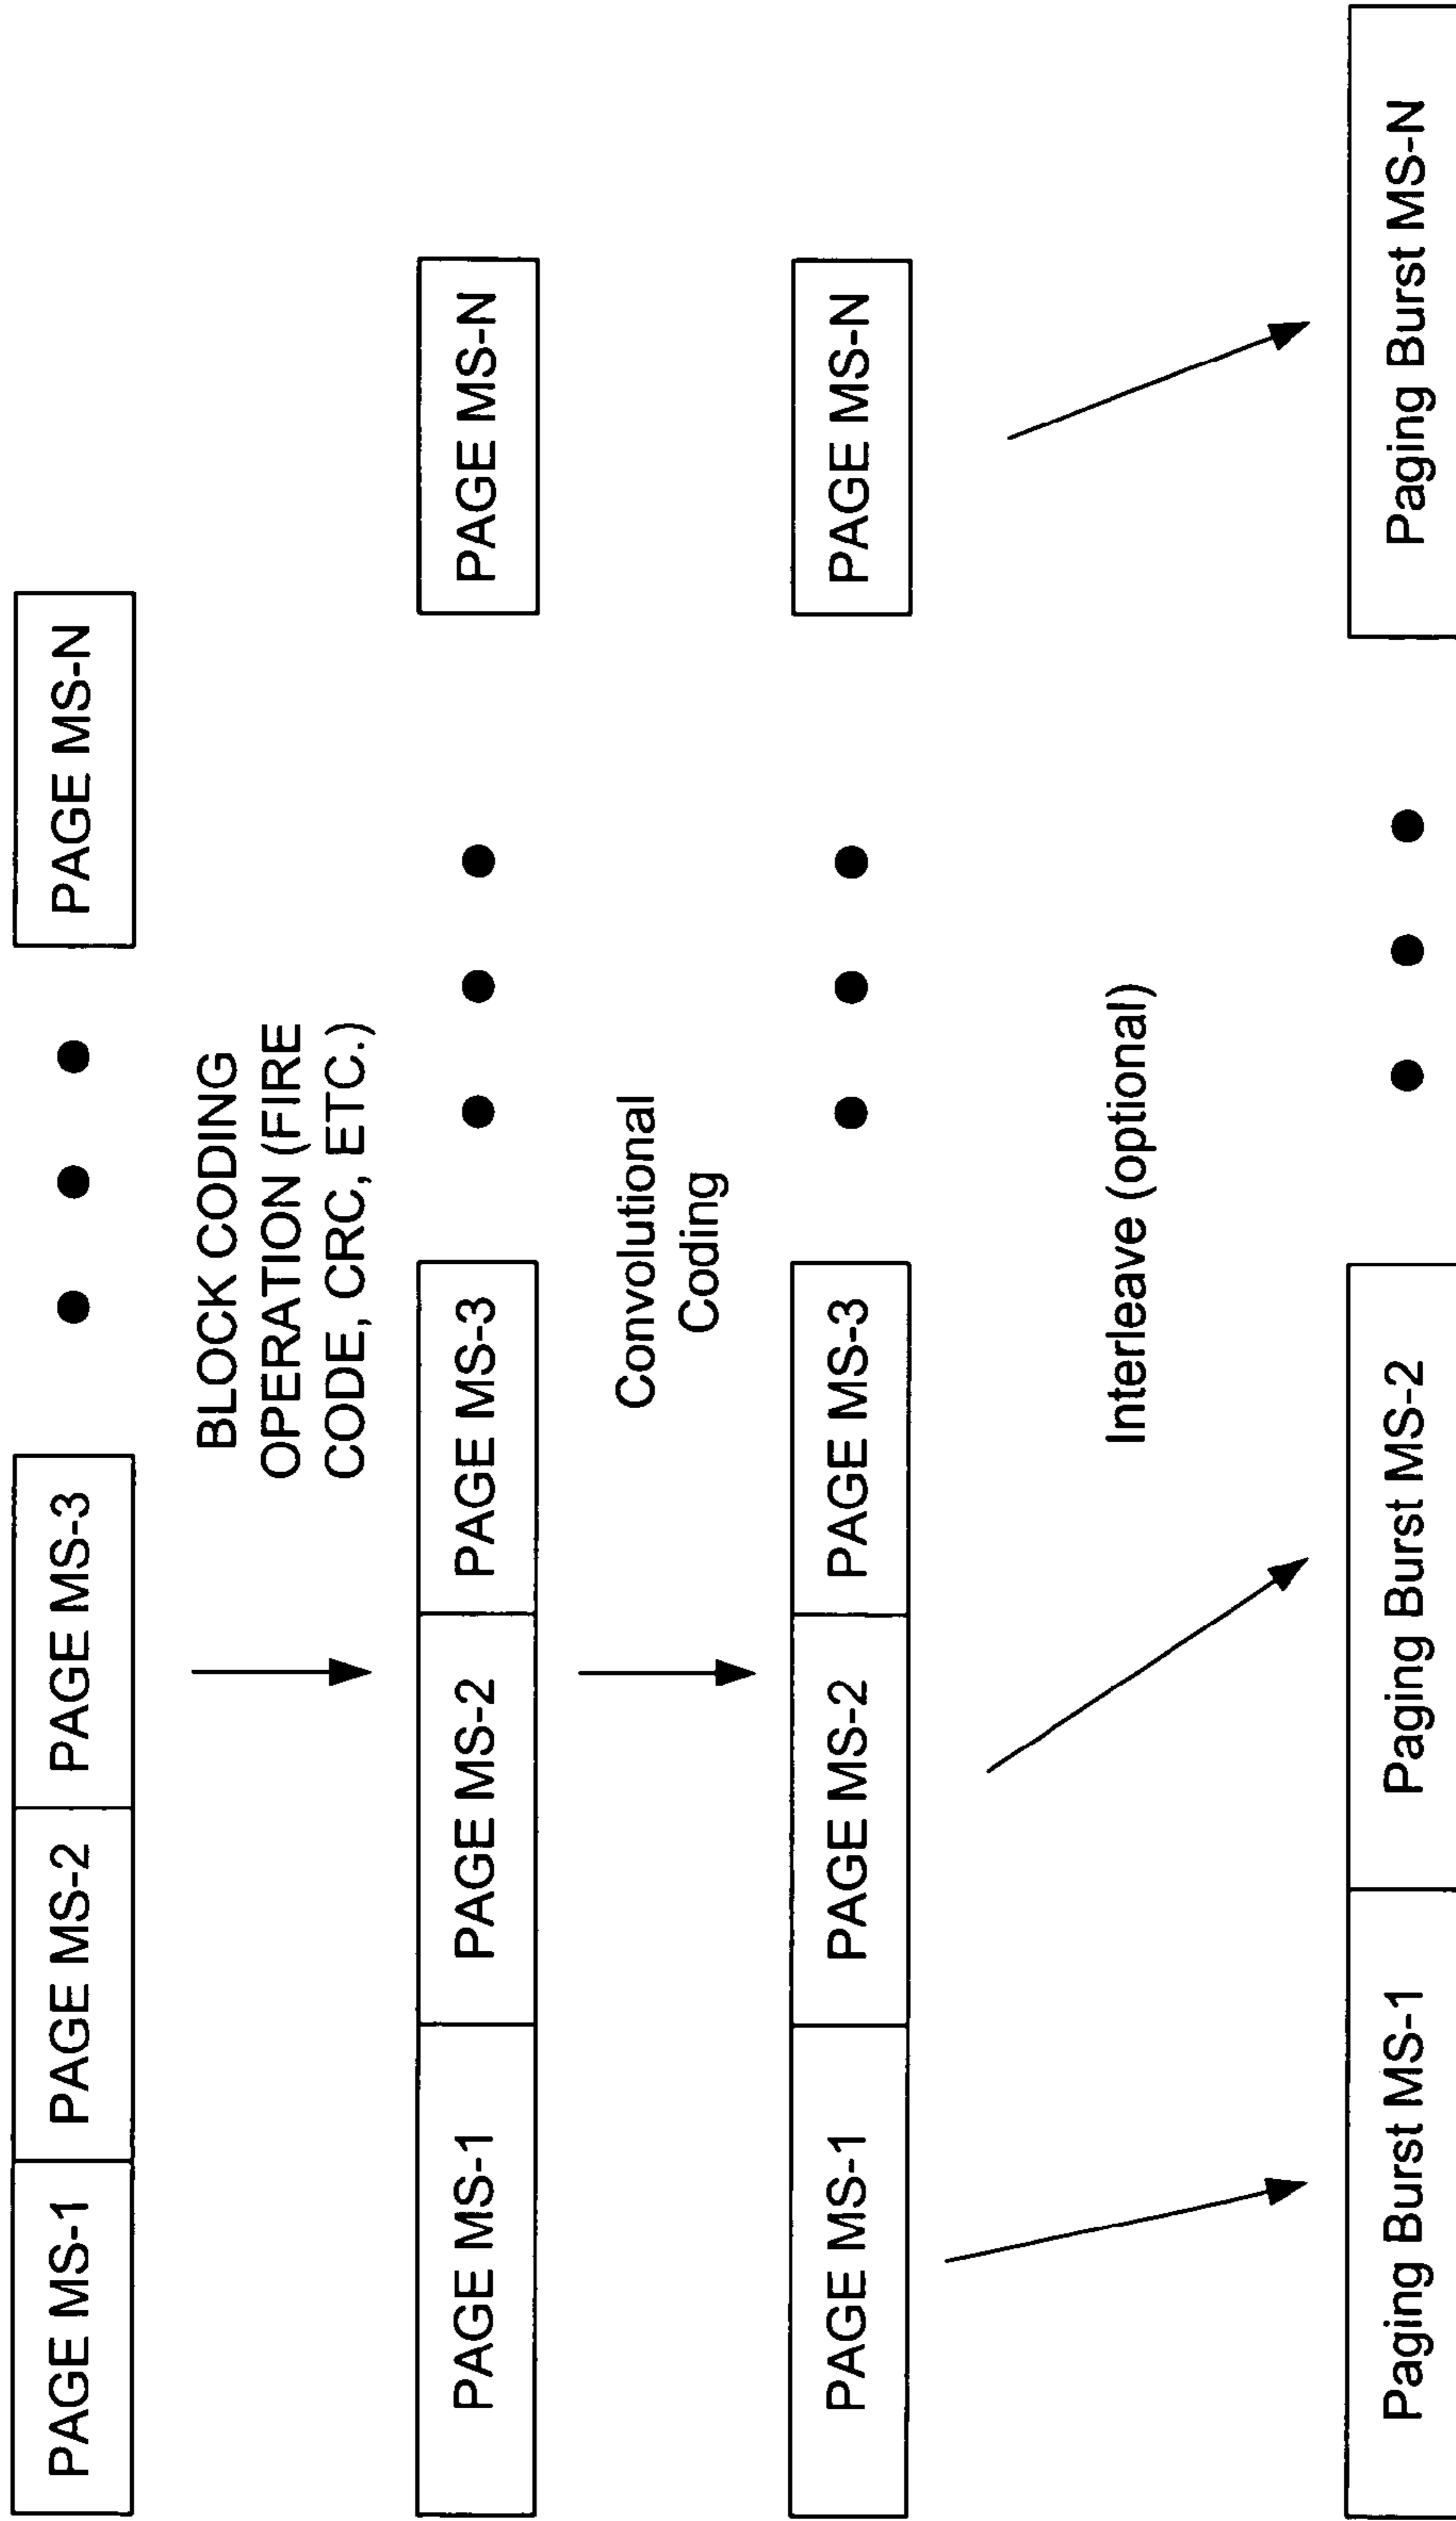 PAGE MS-1
PAGE MS-2
PAGE MS-3
PAGE MS-N
BLOCK CODING
OPERATION (FIRE
CODE, CRC, ETC.)
PAGE MS-1
PAGE MS-2
PAGE MS-3
PAGE MS-N
Convolutional
Coding
PAGE MS-1
PAGE MS-2
PAGE MS-3
PAGE MS-N
Interleave (optional)
Paging Burst MS-1
Paging Burst MS-2
Paging Burst MS-N